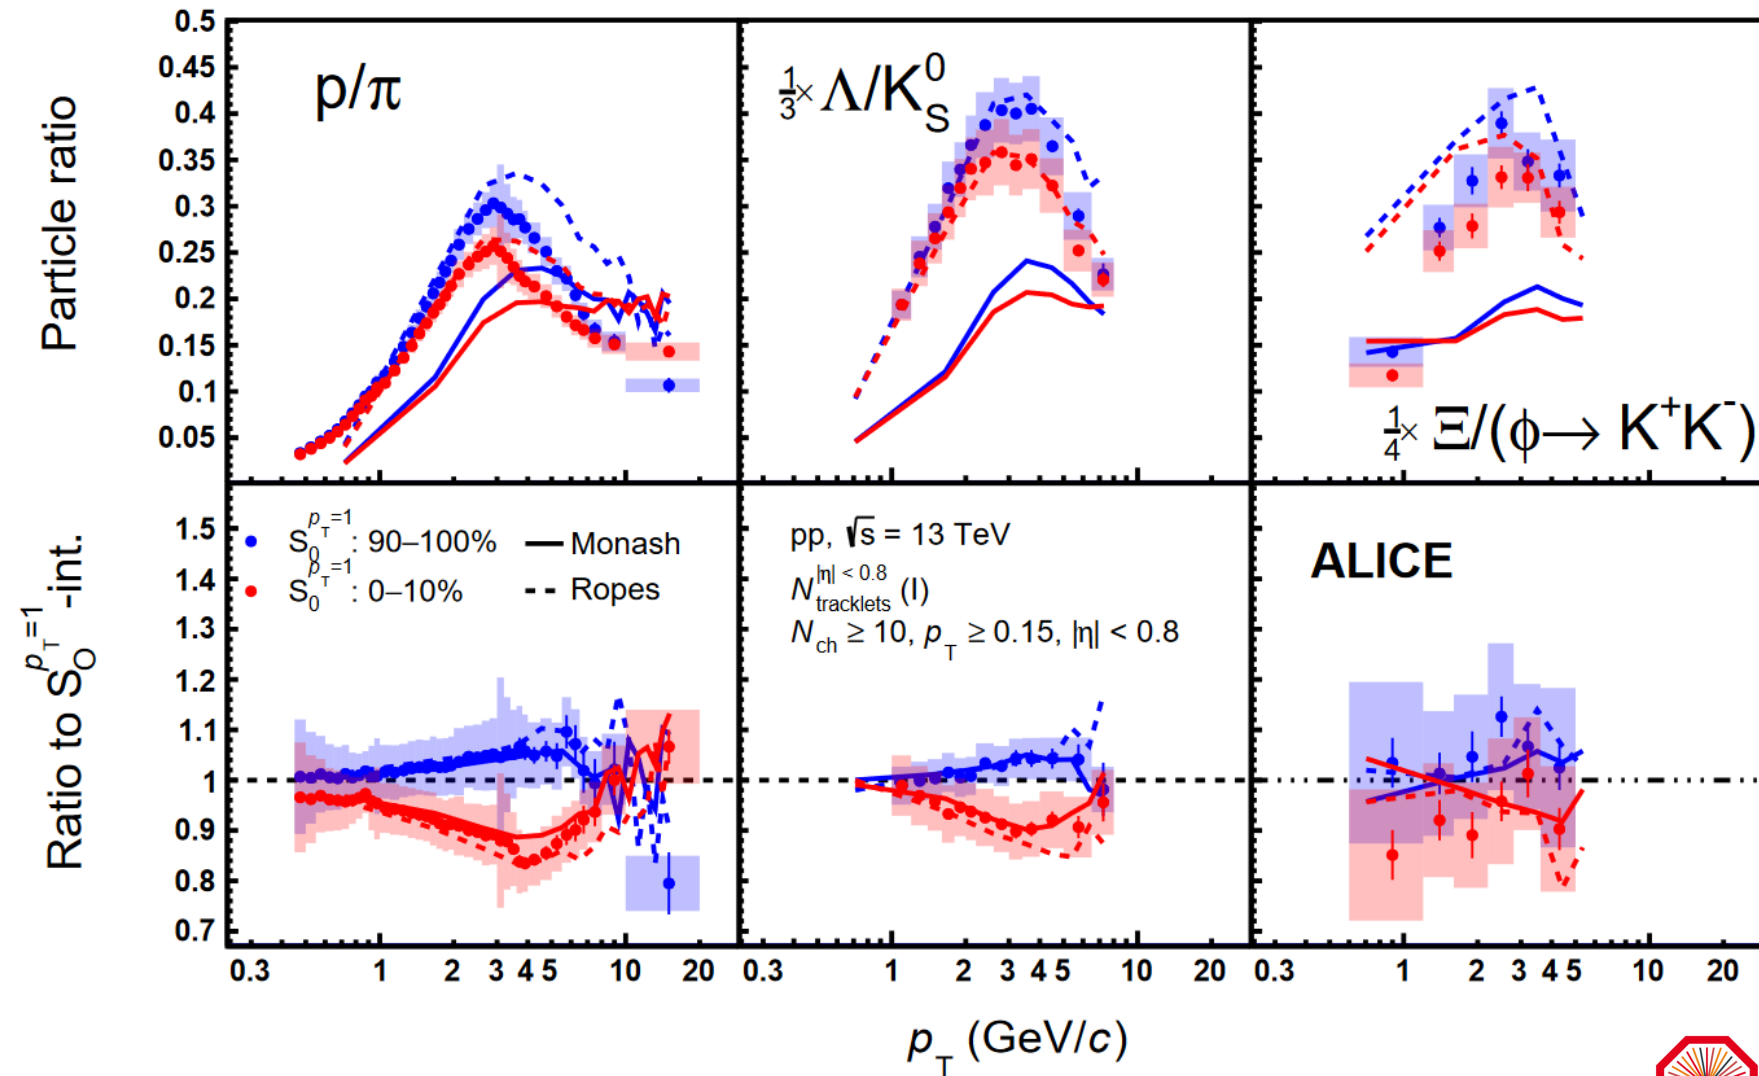 Particle ratio
0.5
0.45
0.4
0.35
0.3
0.25
0.2
0.15
0.1
0.05
p/π
1/3 × Λ/K⁰_S
1/4 × Ξ/(ϕ→ K⁺K⁻)
Ratio to S_O^{p_T=1}-int.
1.5
1.4
1.3
1.2
1.1
1
0.9
0.8
0.7
S_0^{p_T=1} : 90–100%
S_0^{p_T=1} : 0–10%
Monash
Ropes
pp, √s = 13 TeV
N_tracklets^{|η| < 0.8} (I)
N_ch ≥ 10, p_T ≥ 0.15, |η| < 0.8
ALICE
0.3 1 2 3 4 5 10 20
0.3 1 2 3 4 5 10 20
0.3 1 2 3 4 5 10 20
p_T (GeV/c)